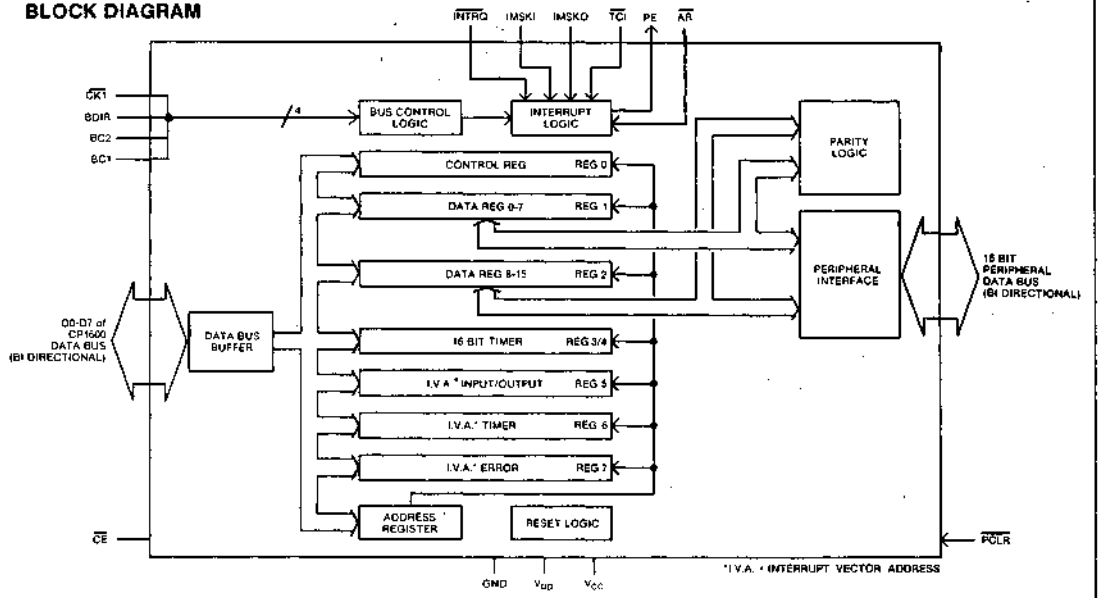 BLOCK DIAGRAM
INTRQ IMSKI IMSKO TCI PE AR
CK1
BDIR
BC2
BC1
4
BUS CONTROL
LOGIC
INTERRUPT
LOGIC
PARITY
LOGIC
CONTROL REG REG 0
DATA REG 0-7 REG 1
DATA REG 8-15 REG 2
PERIPHERAL
INTERFACE
16 BIT
PERIPHERAL
DATA BUS
(BI DIRECTIONAL)
D0-D7 of
CP1600
DATA BUS
(BI DIRECTIONAL)
DATA BUS
BUFFER
16 BIT TIMER REG 3/4
I.V.A.* INPUT/OUTPUT REG 5
I.V.A.* TIMER REG 6
I.V.A.* ERROR REG 7
ADDRESS
REGISTER
RESET LOGIC
CE
PCLR
GND VDD VCC
*I.V.A. = INTERRUPT VECTOR ADDRESS